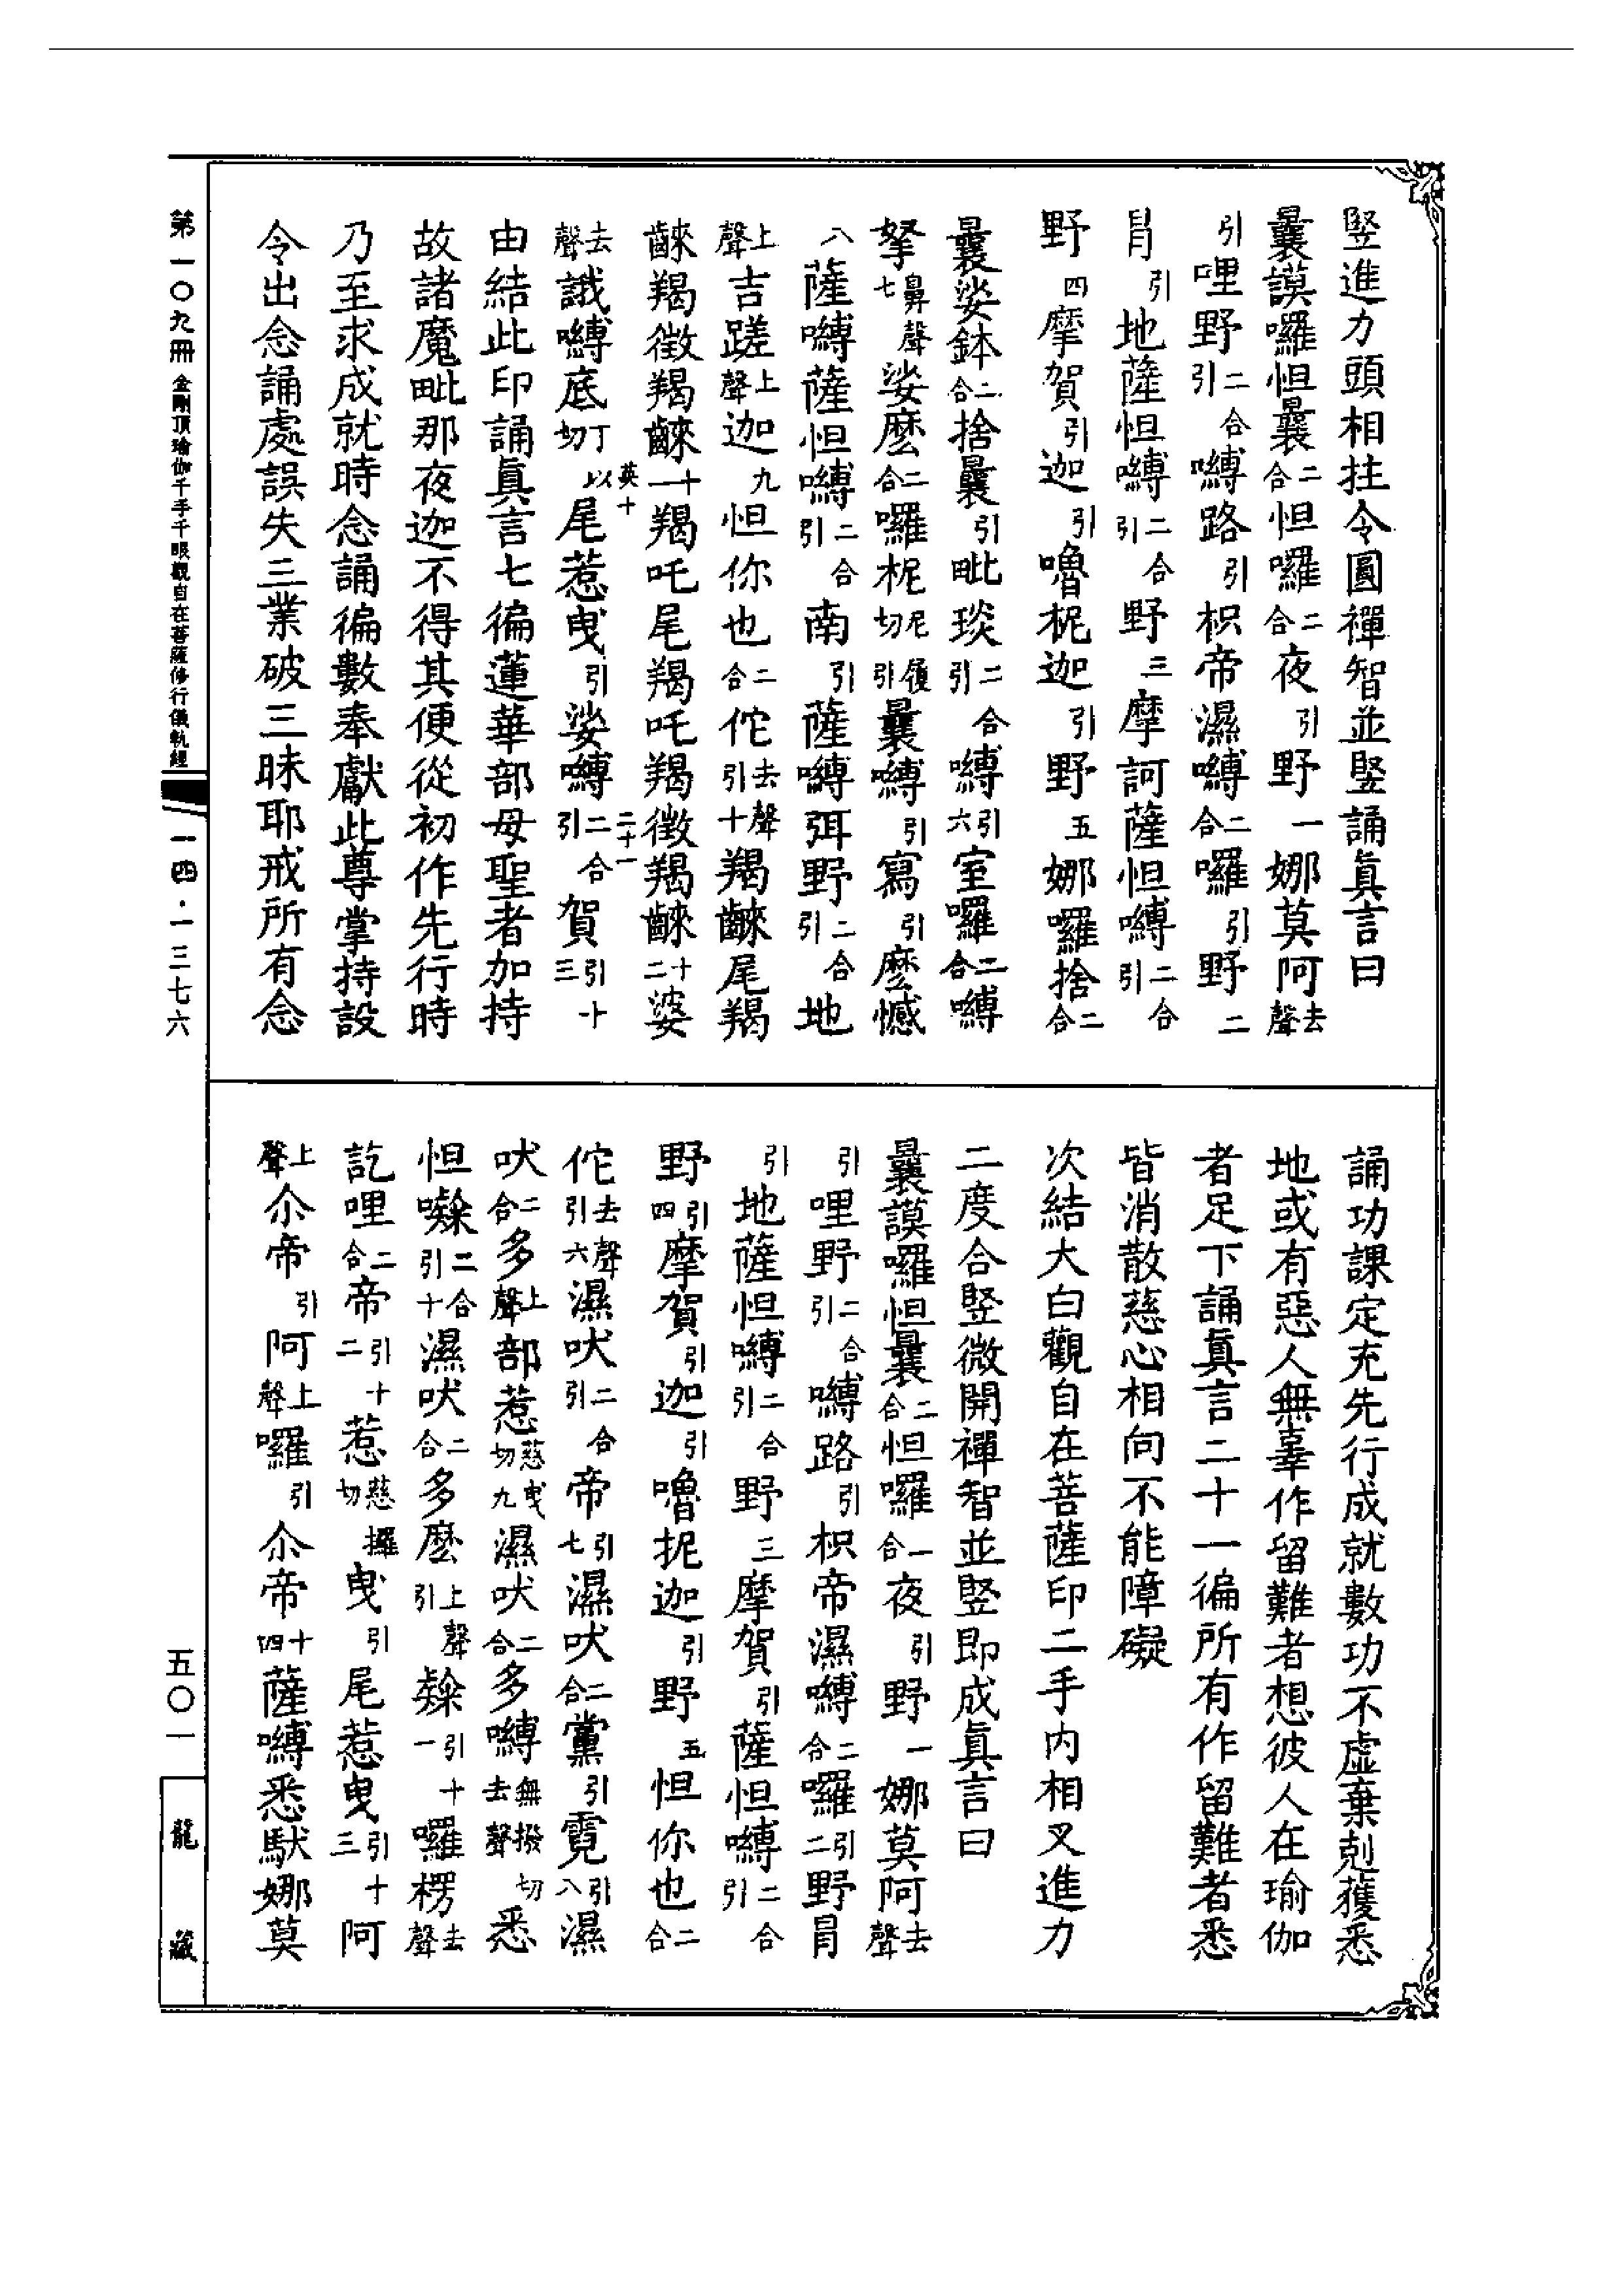 竪進力頭相拄令圓禪智並竪誦眞言曰
曩謨囉怛曩二合怛囉二合夜引野一娜莫阿去聲
引哩野二合引嚩路引枳帝濕嚩二合囉引野二
冐引地薩怛嚩二合引野三摩訶薩怛嚩二合引
野四摩賀引迦引嚕柅迦引野五娜囉捨二合
曩娑鉢二合捨曩引毗琰二合引嚩引六室囉二合嚩
拏鼻聲七娑麽二合囉柅尼履切引曩嚩引寫引麽憾
八薩嚩薩怛嚩二合引南引薩嚩弭野二合引地
上聲吉蹉上聲迦九怛你也二合佗去聲引十羯齼尾羯
齼羯徵羯齼十一羯吒尾羯吒羯徵羯齼十二婆
去聲誐嚩底丁以切尾惹曳引娑嚩二合引賀引十三
由結此印誦眞言七徧蓮華部母聖者加持
故諸魔毗那夜迦不得其便從初作先行時
乃至求成就時念誦徧數奉獻此尊掌持設
令出念誦處誤失三業破三昧耶戒所有念
誦功課定充先行成就數功不虛棄剋獲悉
地或有惡人無辜作留難者想彼人在瑜伽
者足下誦眞言二十一徧所有作留難者悉
皆消散慈心相向不能障礙
次結大白觀自在菩薩印二手內相叉進力
二度合竪微開禪智並竪即成眞言曰
曩謨囉怛曩二合怛囉二合夜引野一娜莫阿去聲
引哩野二合引嚩路引枳帝濕嚩二合囉引二野冐
引地薩怛嚩二合引野三摩賀引薩怛嚩二合引
野引四摩賀引迦引嚕抳迦引野五怛你也二合
佗去聲引六濕吠二合引帝引七濕吠二合黨引霓引八濕
吠二合多上聲部惹慈曳切九濕吠二合多嚩無撥切去聲悉
怛㘑二合引十濕吠二合多麽上聲引㘑引十一囉楞去聲
訖哩二合帝引十二惹慈攞切曳引尾惹曳引十三阿
上聲尒帝引阿上聲囉引尒帝十四薩嚩悉馱娜莫
第一〇九冊 金剛頂瑜伽千手千眼觀自在菩薩修行儀軌經
一四·一三七六
五〇一
龍藏